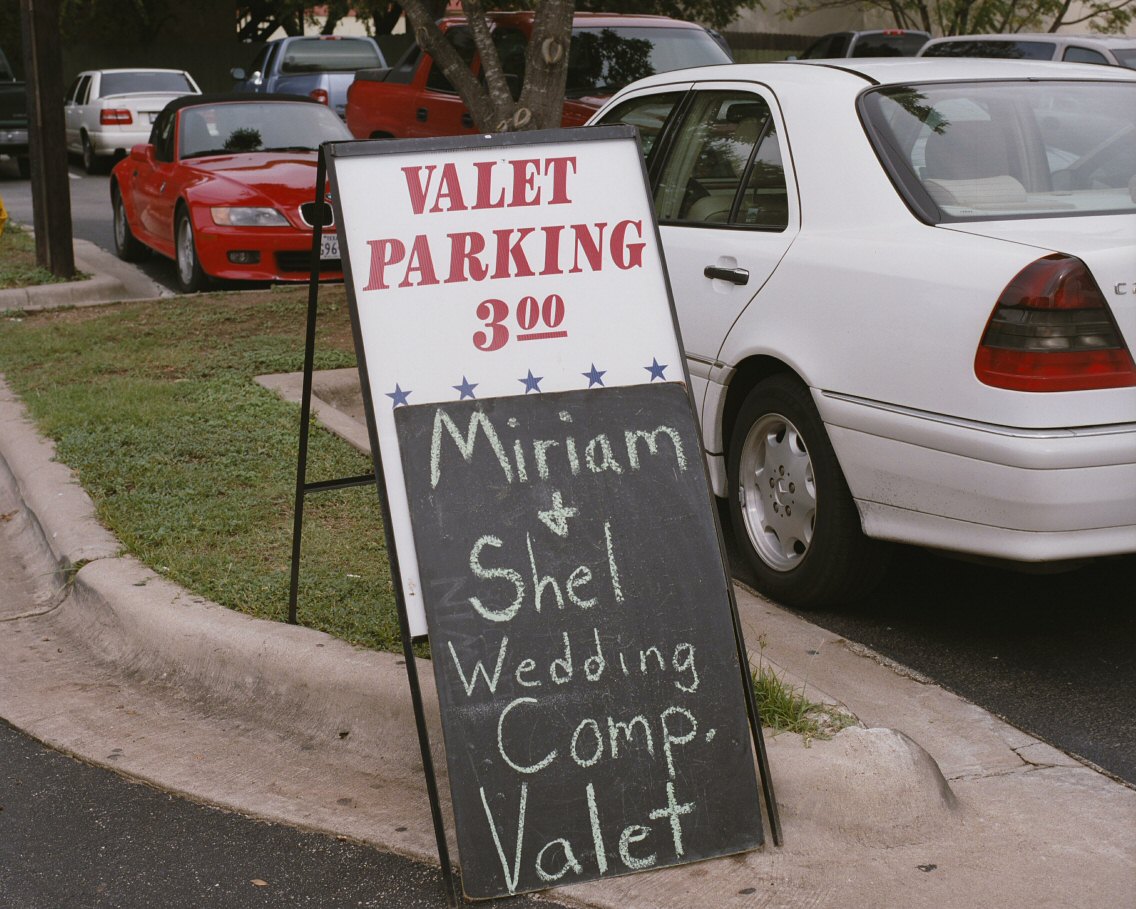 VALET
PARKING
3 00
Miriam
+
Shel
Wedding
Comp.
Valet